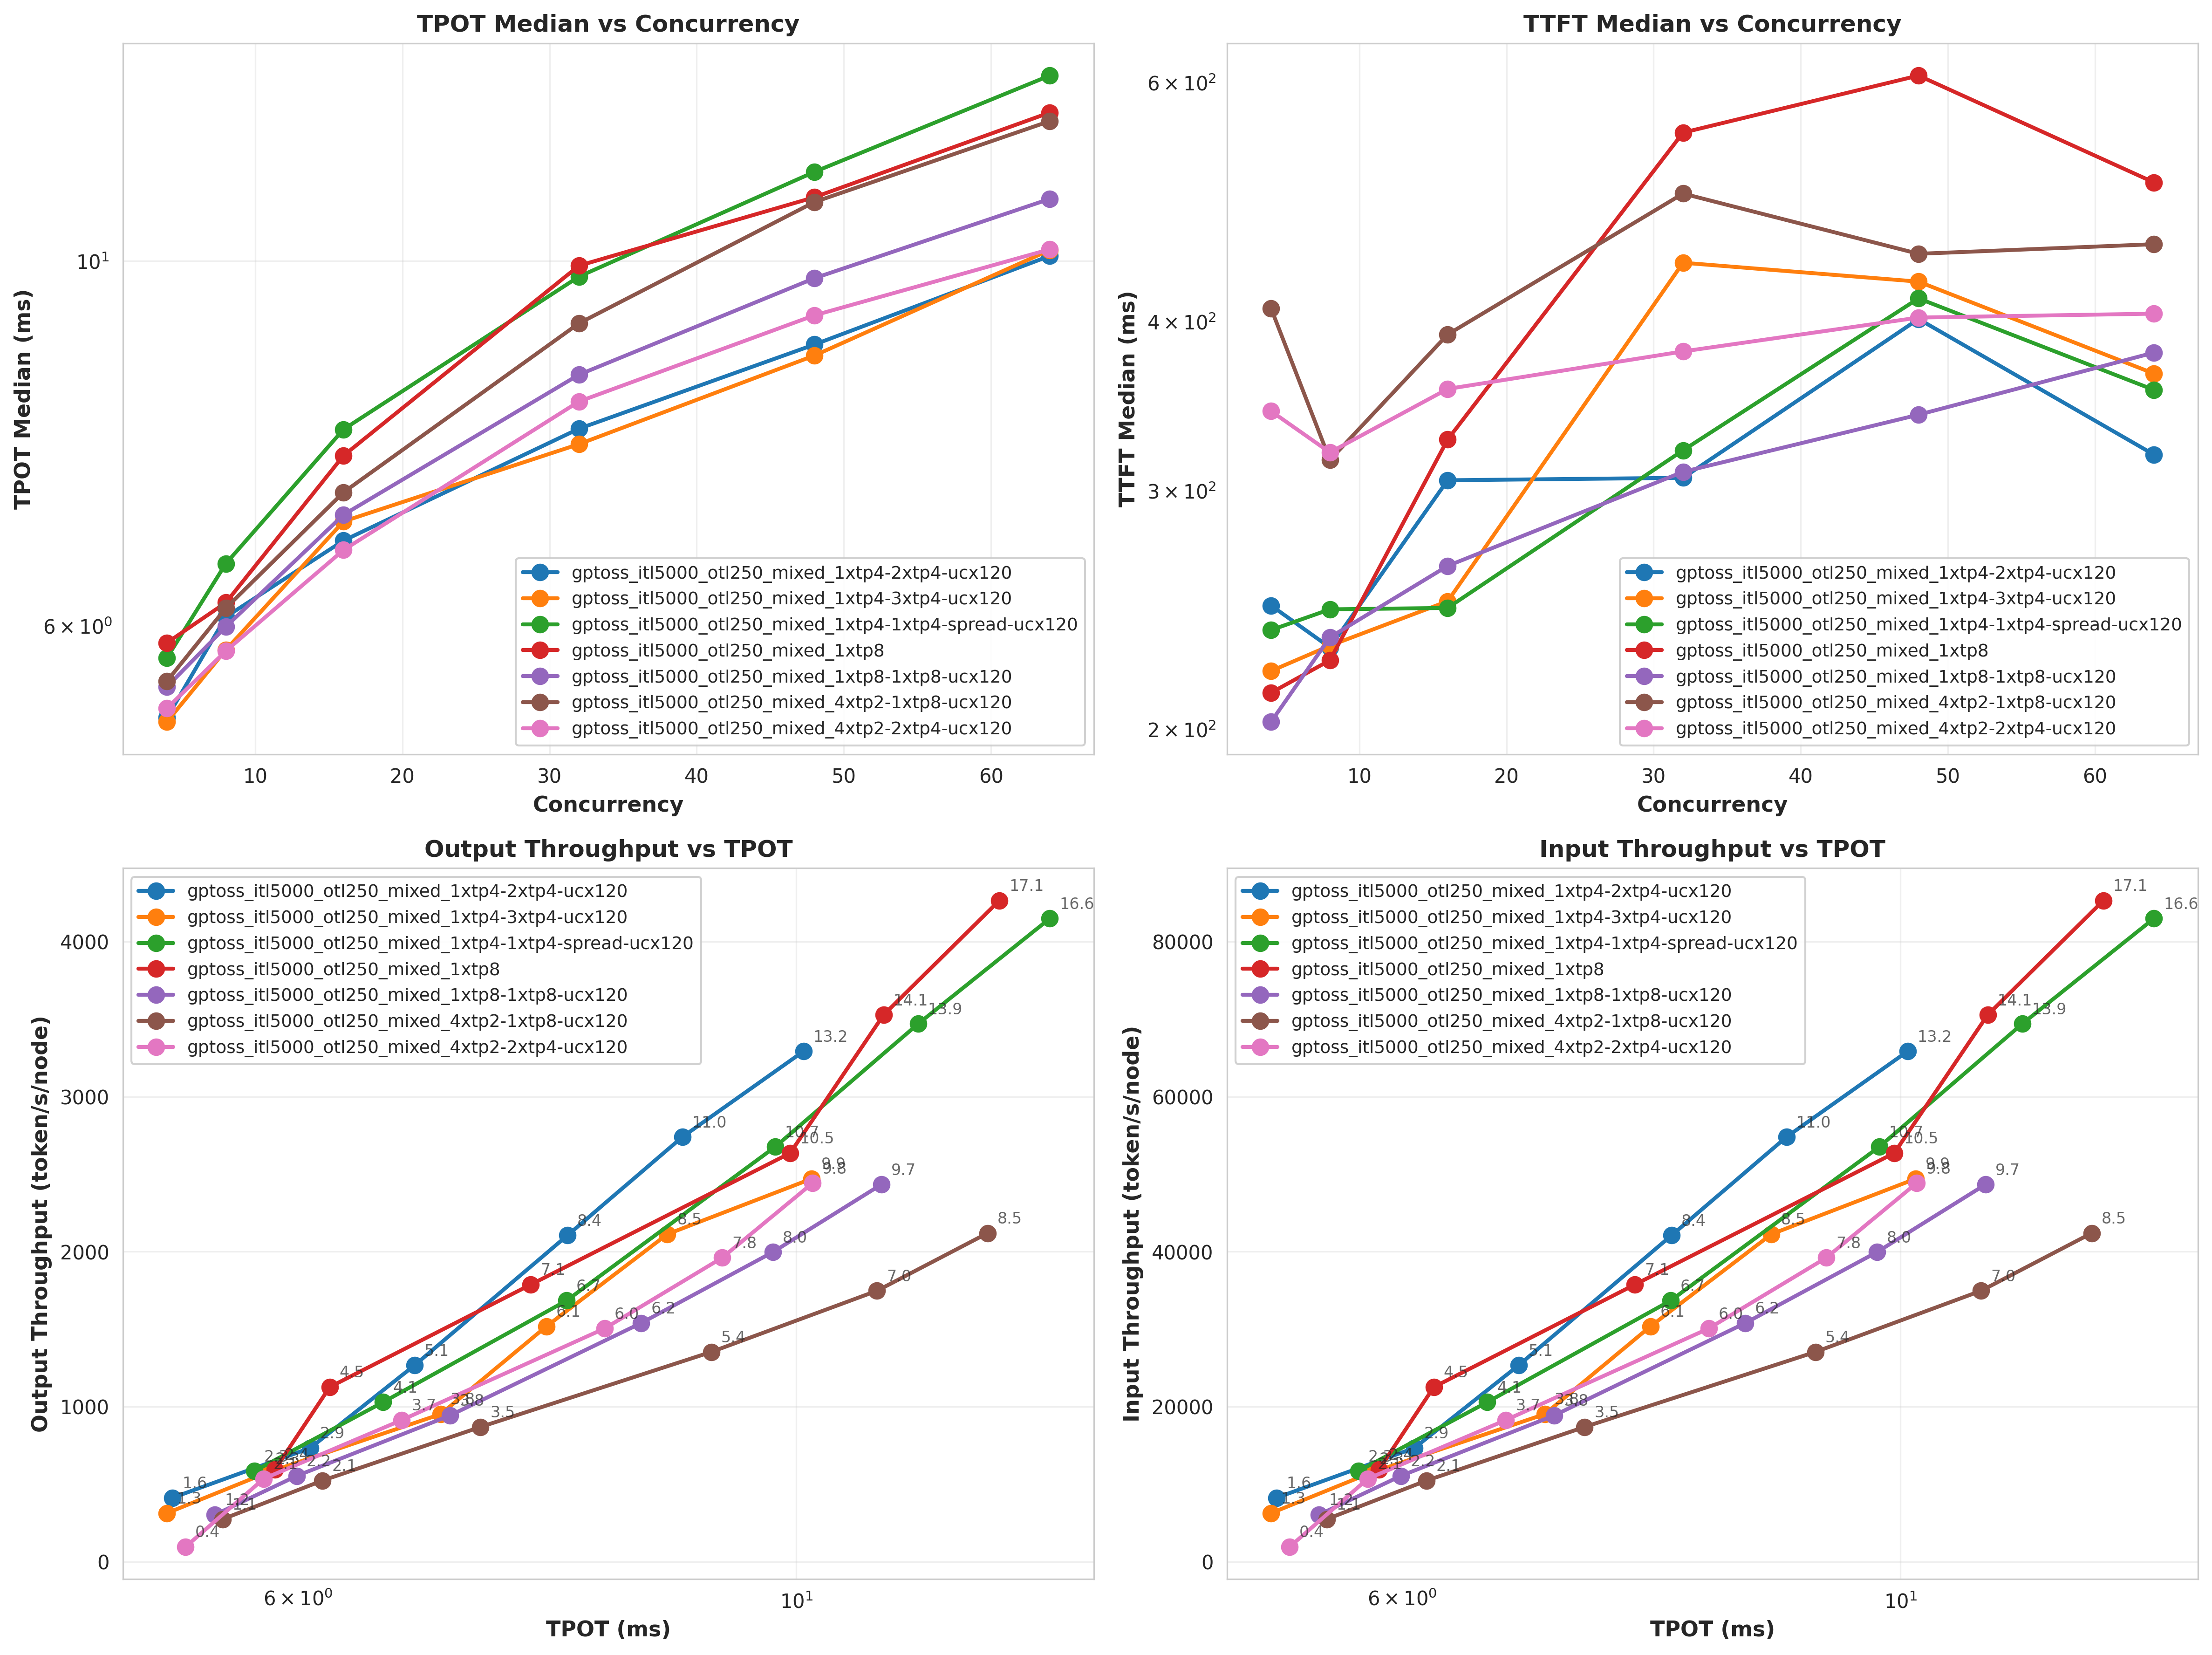 TPOT Median vs Concurrency
TPOT Median (ms)
10¹
6 × 10⁰
10 20 30 40 50 60
Concurrency
gptoss_itl5000_otl250_mixed_1xtp4-2xtp4-ucx120
gptoss_itl5000_otl250_mixed_1xtp4-3xtp4-ucx120
gptoss_itl5000_otl250_mixed_1xtp4-1xtp4-spread-ucx120
gptoss_itl5000_otl250_mixed_1xtp8
gptoss_itl5000_otl250_mixed_1xtp8-1xtp8-ucx120
gptoss_itl5000_otl250_mixed_4xtp2-1xtp8-ucx120
gptoss_itl5000_otl250_mixed_4xtp2-2xtp4-ucx120
TTFT Median vs Concurrency
TTFT Median (ms)
6 × 10²
4 × 10²
3 × 10²
2 × 10²
10 20 30 40 50 60
Concurrency
gptoss_itl5000_otl250_mixed_1xtp4-2xtp4-ucx120
gptoss_itl5000_otl250_mixed_1xtp4-3xtp4-ucx120
gptoss_itl5000_otl250_mixed_1xtp4-1xtp4-spread-ucx120
gptoss_itl5000_otl250_mixed_1xtp8
gptoss_itl5000_otl250_mixed_1xtp8-1xtp8-ucx120
gptoss_itl5000_otl250_mixed_4xtp2-1xtp8-ucx120
gptoss_itl5000_otl250_mixed_4xtp2-2xtp4-ucx120
Output Throughput vs TPOT
Output Throughput (token/s/node)
gptoss_itl5000_otl250_mixed_1xtp4-2xtp4-ucx120
gptoss_itl5000_otl250_mixed_1xtp4-3xtp4-ucx120
gptoss_itl5000_otl250_mixed_1xtp4-1xtp4-spread-ucx120
gptoss_itl5000_otl250_mixed_1xtp8
gptoss_itl5000_otl250_mixed_1xtp8-1xtp8-ucx120
gptoss_itl5000_otl250_mixed_4xtp2-1xtp8-ucx120
gptoss_itl5000_otl250_mixed_4xtp2-2xtp4-ucx120
4000
3000
2000
1000
0
17.1
16.6
14.1
13.9
13.2
11.0
10.7
10.5
9.9
9.8
9.7
8.5
8.4
8.5
7.8
8.0
7.0
7.1
6.7
6.1
6.0
6.2
5.4
5.1
4.5
4.1
3.7
3.8
3.5
2.9
2.2
2.1
1.6
1.3
1.2
1.1
0.4
6 × 10⁰ 10¹
TPOT (ms)
Input Throughput vs TPOT
Input Throughput (token/s/node)
gptoss_itl5000_otl250_mixed_1xtp4-2xtp4-ucx120
gptoss_itl5000_otl250_mixed_1xtp4-3xtp4-ucx120
gptoss_itl5000_otl250_mixed_1xtp4-1xtp4-spread-ucx120
gptoss_itl5000_otl250_mixed_1xtp8
gptoss_itl5000_otl250_mixed_1xtp8-1xtp8-ucx120
gptoss_itl5000_otl250_mixed_4xtp2-1xtp8-ucx120
gptoss_itl5000_otl250_mixed_4xtp2-2xtp4-ucx120
80000
60000
40000
20000
0
17.1
16.6
14.1
13.9
13.2
11.0
10.7
10.5
9.9
9.8
9.7
8.5
8.4
8.5
7.8
8.0
7.0
7.1
6.7
6.1
6.0
6.2
5.4
5.1
4.5
4.1
3.7
3.8
3.5
2.9
2.2
2.1
1.6
1.3
1.2
1.1
0.4
6 × 10⁰ 10¹
TPOT (ms)